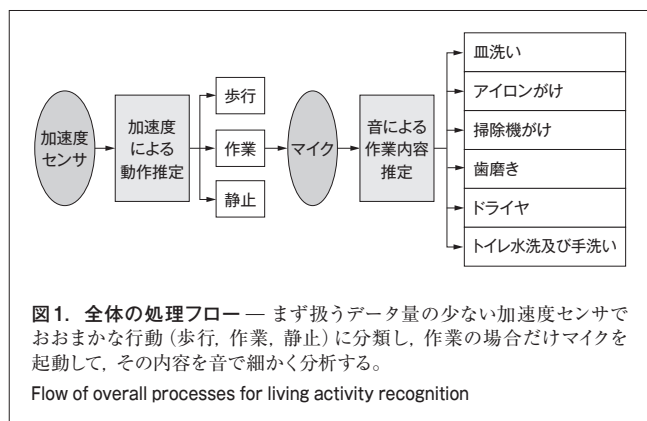 加速度
センサ
加速度
による
動作推定
歩行
作業
静止
マイク
音による
作業内容
推定
皿洗い
アイロンがけ
掃除機がけ
歯磨き
ドライヤ
トイレ水洗及び手洗い
図1. 全体の処理フロー — まず扱うデータ量の少ない加速度センサで
おおまかな行動（歩行, 作業, 静止）に分類し, 作業の場合だけマイクを
起動して, その内容を音で細かく分析する。
Flow of overall processes for living activity recognition